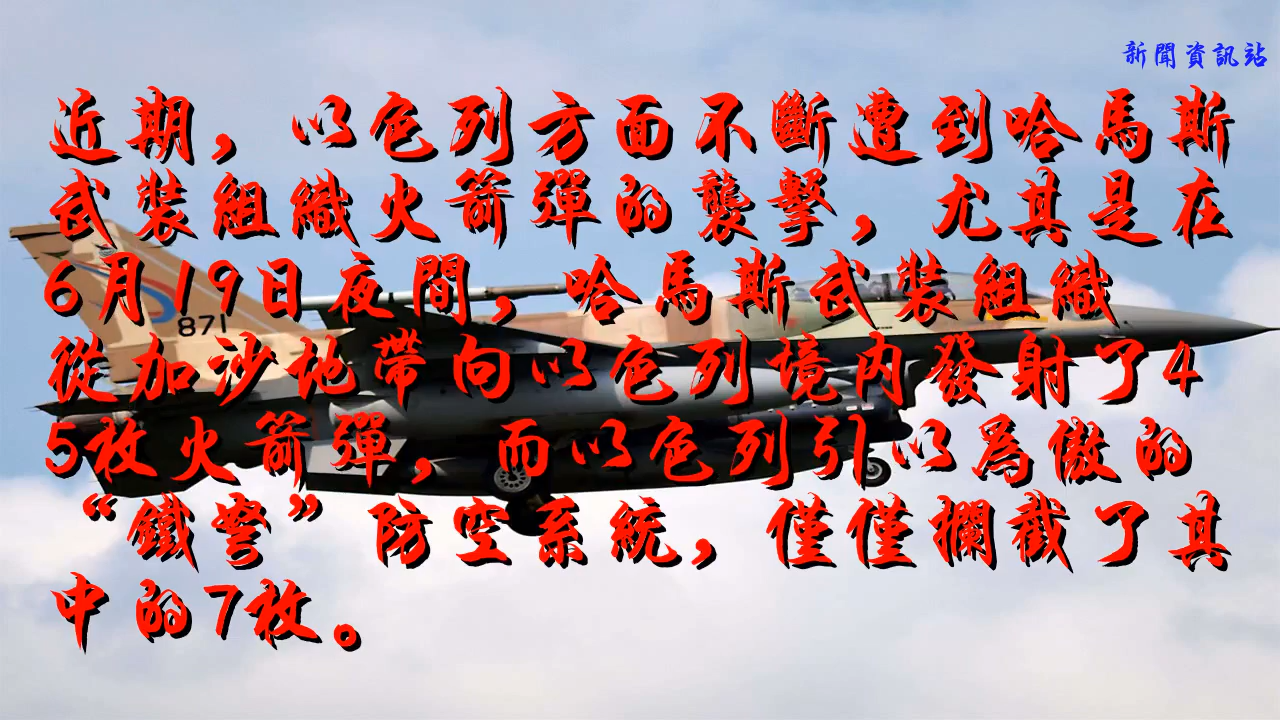 新聞資訊站
近期，以色列方面不斷遭到哈馬斯
武裝組織火箭彈的襲擊，尤其是在
6月19日夜間，哈馬斯武裝組織
從加沙地帶向以色列境內發射了4
5枚火箭彈，而以色列引以為傲的
“鐵穹”防空系統，僅僅攔截了其
中的7枚。
871